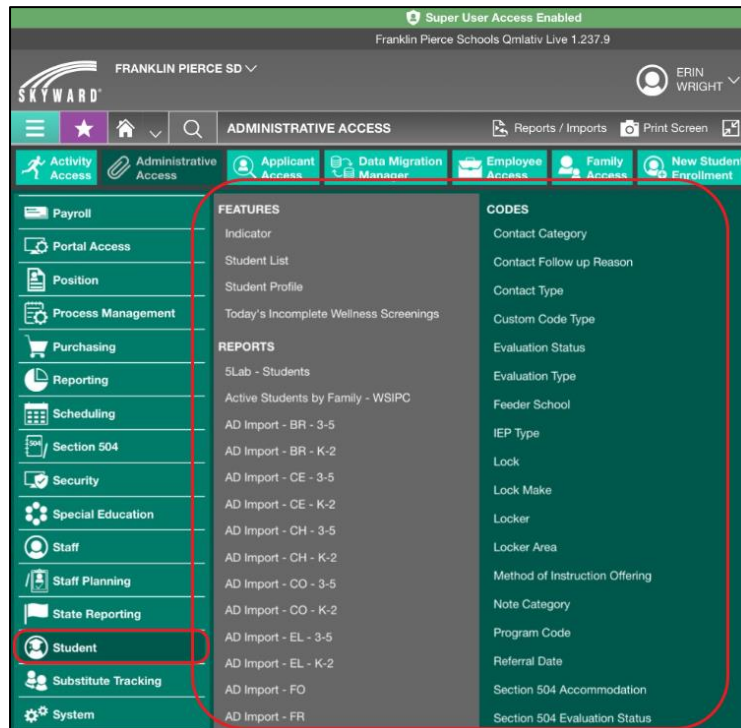 Super User Access Enabled
Franklin Pierce Schools Qmlativ Live 1.237.9
SKYWARD
FRANKLIN PIERCE SD
ERIN
WRIGHT
ADMINISTRATIVE ACCESS
Reports / Imports
Print Screen
Activity
Access
Administrative
Access
Applicant
Access
Data Migration
Manager
Employee
Access
Family
Access
New Student
Enrollment
Payroll
Portal Access
Position
Process Management
Purchasing
Reporting
Scheduling
504
Section 504
Security
Special Education
Staff
Staff Planning
State Reporting
Student
Substitute Tracking
System
FEATURES
Indicator
Student List
Student Profile
Today's Incomplete Wellness Screenings
REPORTS
5Lab - Students
Active Students by Family - WSIPC
AD Import - BR - 3-5
AD Import - BR - K-2
AD Import - CE - 3-5
AD Import - CE - K-2
AD Import - CH - 3-5
AD Import - CH - K-2
AD Import - CO - 3-5
AD Import - CO - K-2
AD Import - EL - 3-5
AD Import - EL - K-2
AD Import - FO
AD Import - FR
CODES
Contact Category
Contact Follow up Reason
Contact Type
Custom Code Type
Evaluation Status
Evaluation Type
Feeder School
IEP Type
Lock
Lock Make
Locker
Locker Area
Method of Instruction Offering
Note Category
Program Code
Referral Date
Section 504 Accommodation
Section 504 Evaluation Status